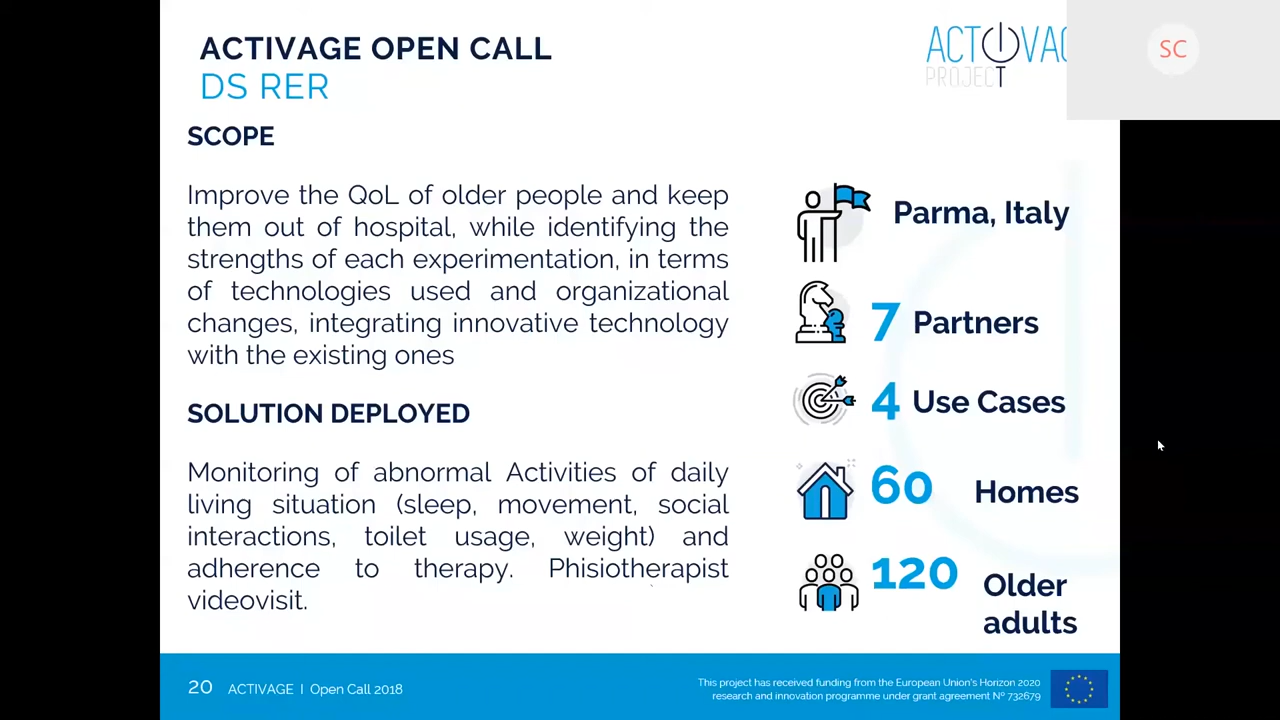 ACTIVAGE OPEN CALL
DS RER
SCOPE
Improve the QoL of older people and keep
them out of hospital, while identifying the
strengths of each experimentation, in terms
of technologies used and organizational
changes, integrating innovative technology
with the existing ones
SOLUTION DEPLOYED
Monitoring of abnormal Activities of daily
living situation (sleep, movement, social
interactions, toilet usage, weight) and
adherence to therapy. Phisiotherapist
videovisit.
ACTIVAG
PROJECT
SC
Parma, Italy
7 Partners
4 Use Cases
60 Homes
120 Older
adults
20 ACTIVAGE | Open Call 2018
This project has received funding from the European Union's Horizon 2020
research and innovation programme under grant agreement Nº 732679